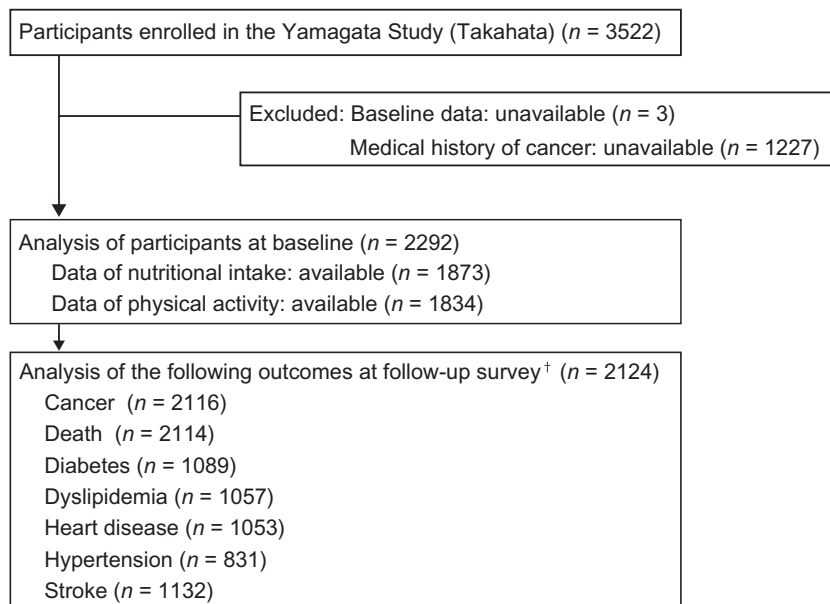 Participants enrolled in the Yamagata Study (Takahata) (n = 3522)
Excluded: Baseline data: unavailable (n = 3)
Medical history of cancer: unavailable (n = 1227)
Analysis of participants at baseline (n = 2292)
Data of nutritional intake: available (n = 1873)
Data of physical activity: available (n = 1834)
Analysis of the following outcomes at follow-up survey† (n = 2124)
Cancer (n = 2116)
Death (n = 2114)
Diabetes (n = 1089)
Dyslipidemia (n = 1057)
Heart disease (n = 1053)
Hypertension (n = 831)
Stroke (n = 1132)